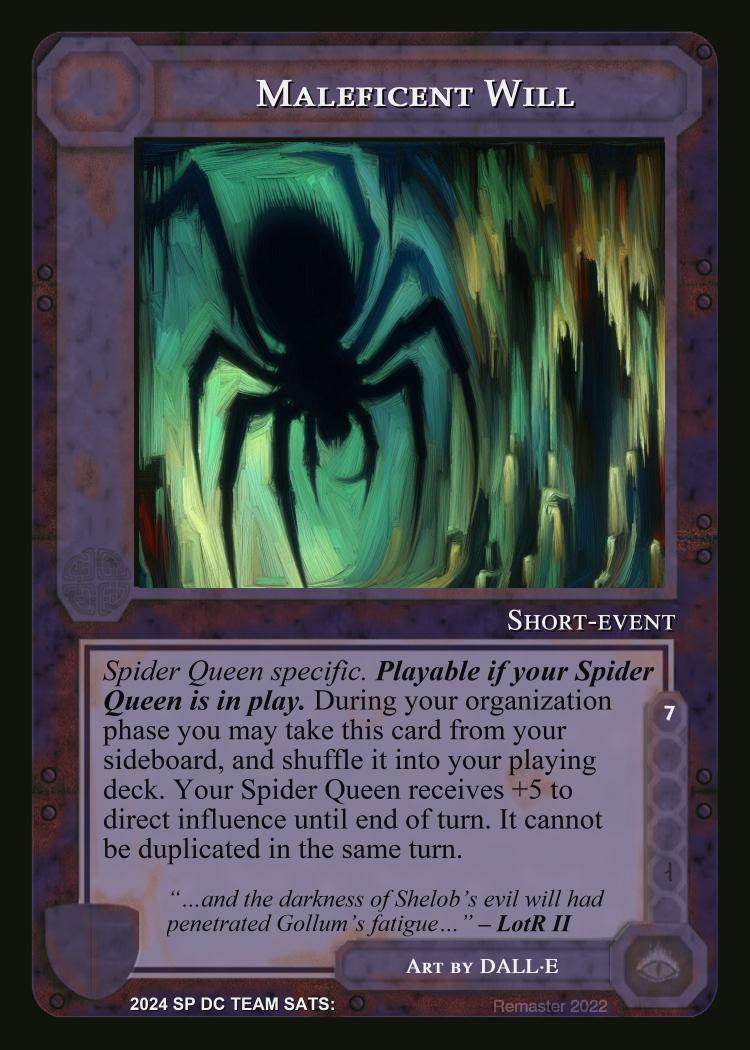 Maleficent Will
Short-event
Spider Queen specific. Playable if your Spider
Queen is in play. During your organization
phase you may take this card from your
sideboard, and shuffle it into your playing
deck. Your Spider Queen receives +5 to
direct influence until end of turn. It cannot
be duplicated in the same turn.
7
“…and the darkness of Shelob’s evil will had
penetrated Gollum’s fatigue…” – LotR II
Art by DALL·E
2024 SP DC TEAM SATS:
Remaster 2022